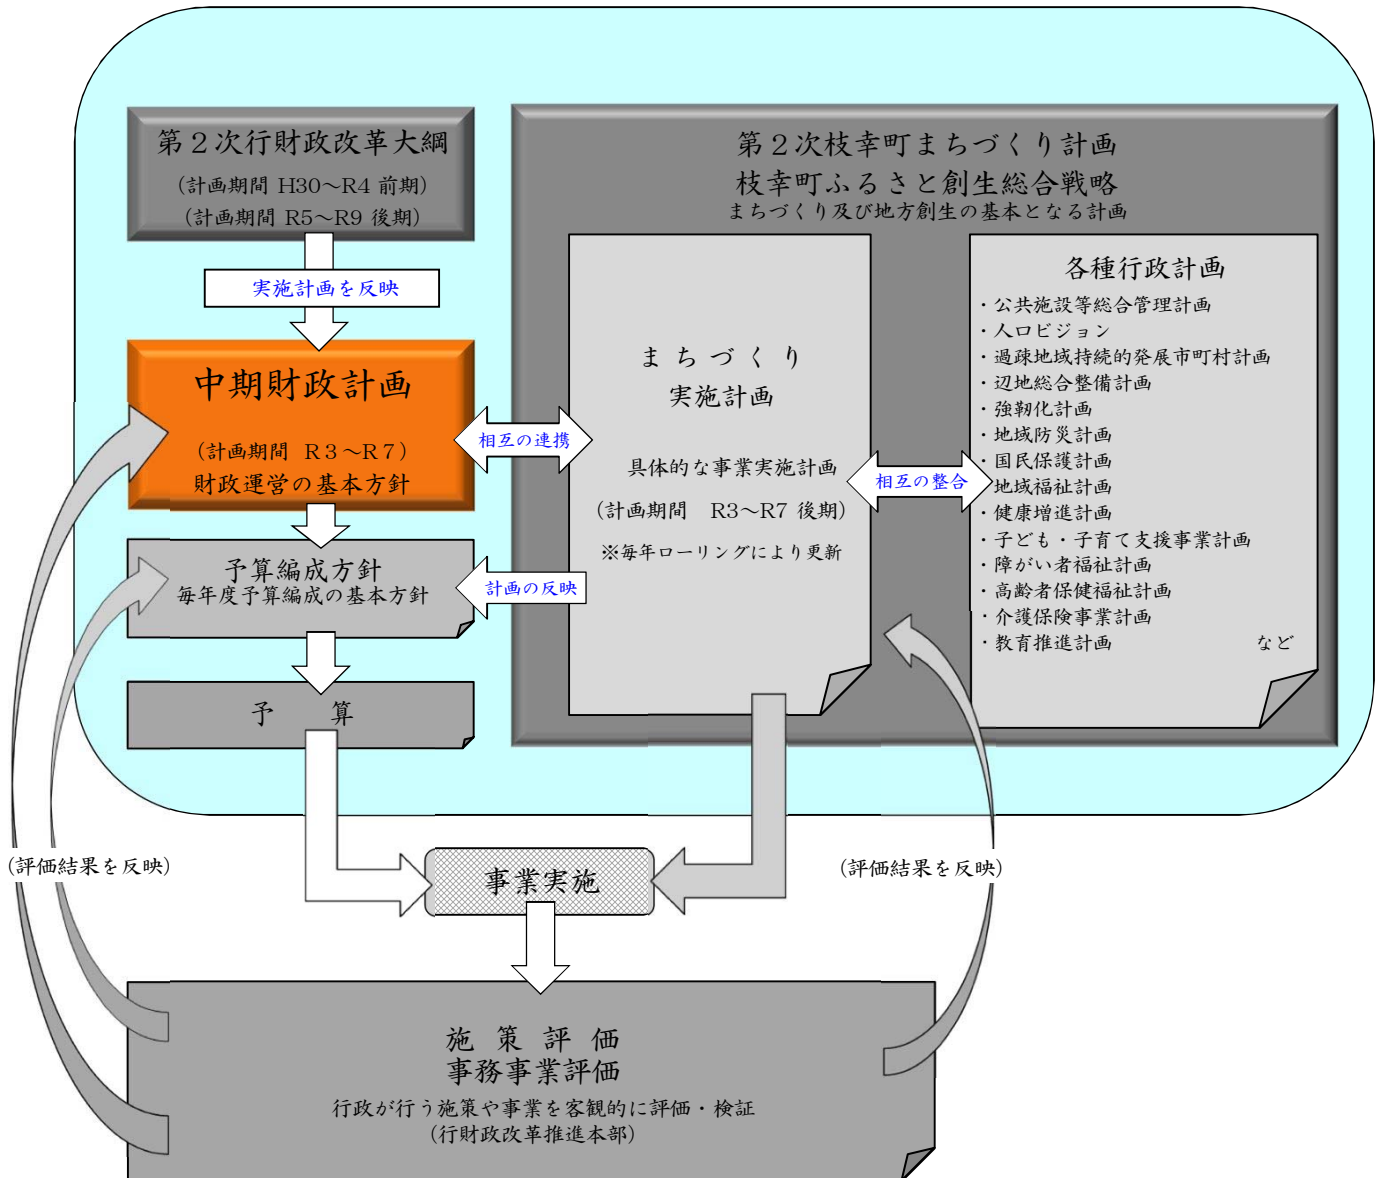 第２次行財政改革大綱
（計画期間 H30～R4 前期）
（計画期間 R5～R9 後期）
実施計画を反映
中期財政計画
（計画期間　Ｒ３～Ｒ７）
財政運営の基本方針
予算編成方針
毎年度予算編成の基本方針
予　　算
第２次枝幸町まちづくり計画
枝幸町ふるさと創生総合戦略
まちづくり及び地方創生の基本となる計画
ま ち づ く り
実施計画
具体的な事業実施計画
（計画期間　R3～R7 後期）
※毎年ローリングにより更新
相互の連携
計画の反映
相互の整合
各種行政計画
・公共施設等総合管理計画
・人口ビジョン
・過疎地域持続的発展市町村計画
・辺地総合整備計画
・強靭化計画
・地域防災計画
・国民保護計画
・地域福祉計画
・健康増進計画
・子ども・子育て支援事業計画
・障がい者福祉計画
・高齢者保健福祉計画
・介護保険事業計画
・教育推進計画　　　　　　など
（評価結果を反映）
（評価結果を反映）
事業実施
施 策 評 価
事務事業評価
行政が行う施策や事業を客観的に評価・検証
（行財政改革推進本部）